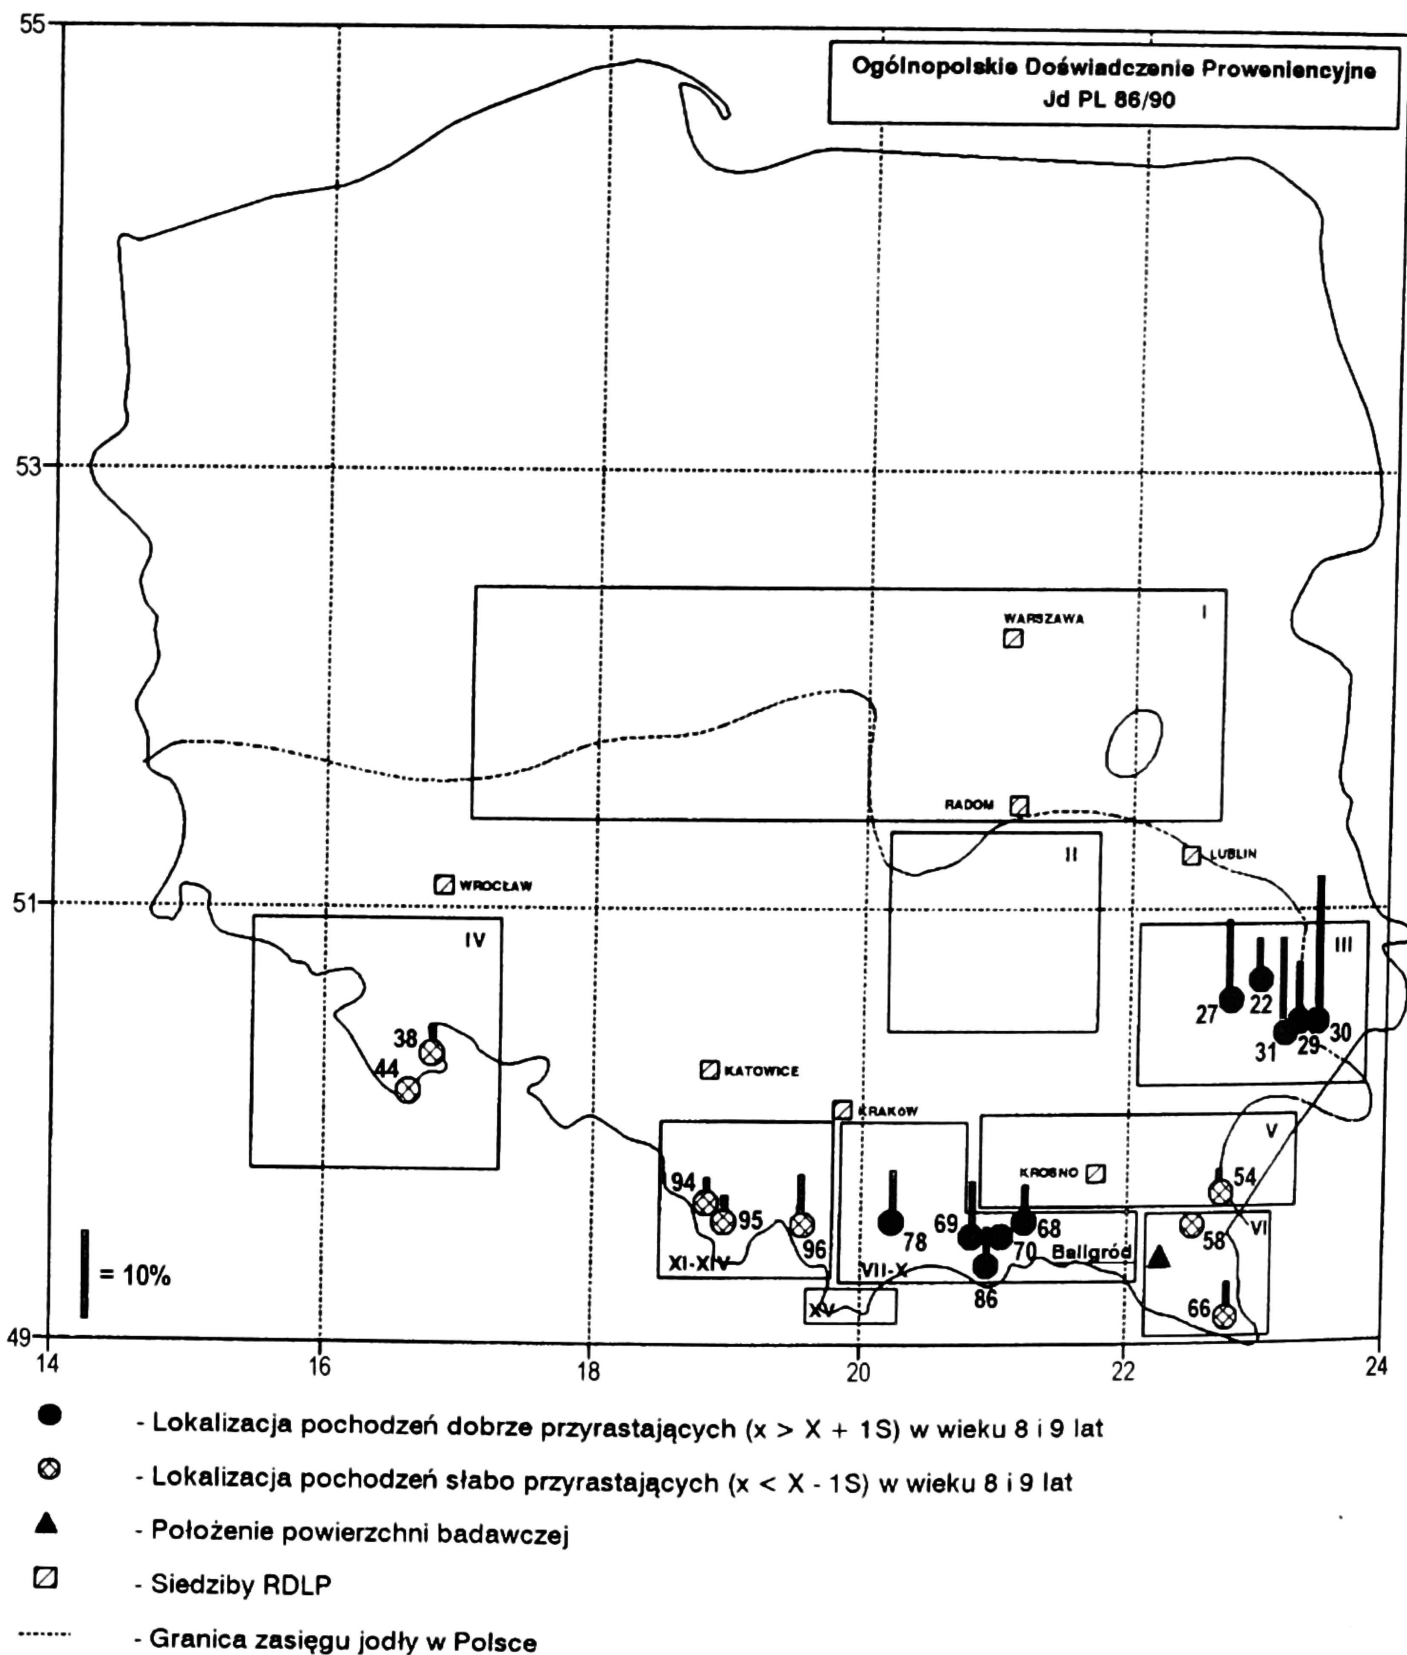 55
Ogólnopolskie Doświadczenie Proweniencyjne
Jd PL 86/90
53
I
WARSZAWA
RADOM
II
LUBLIN
WROCŁAW
51
IV
III
27
22
31
29
30
38
44
KATOWICE
KRAKÓW
V
KROSNO
94
95
96
78
69
68
70
54
58
VI
Baligród
XI-XIV
VII-X
86
66
XV
= 10%
49
14
16
18
20
22
24
- Lokalizacja pochodzeń dobrze przyrastających (x > X + 1S) w wieku 8 i 9 lat
- Lokalizacja pochodzeń słabo przyrastających (x < X - 1S) w wieku 8 i 9 lat
- Położenie powierzchni badawczej
- Siedziby RDLP
- Granica zasięgu jodły w Polsce